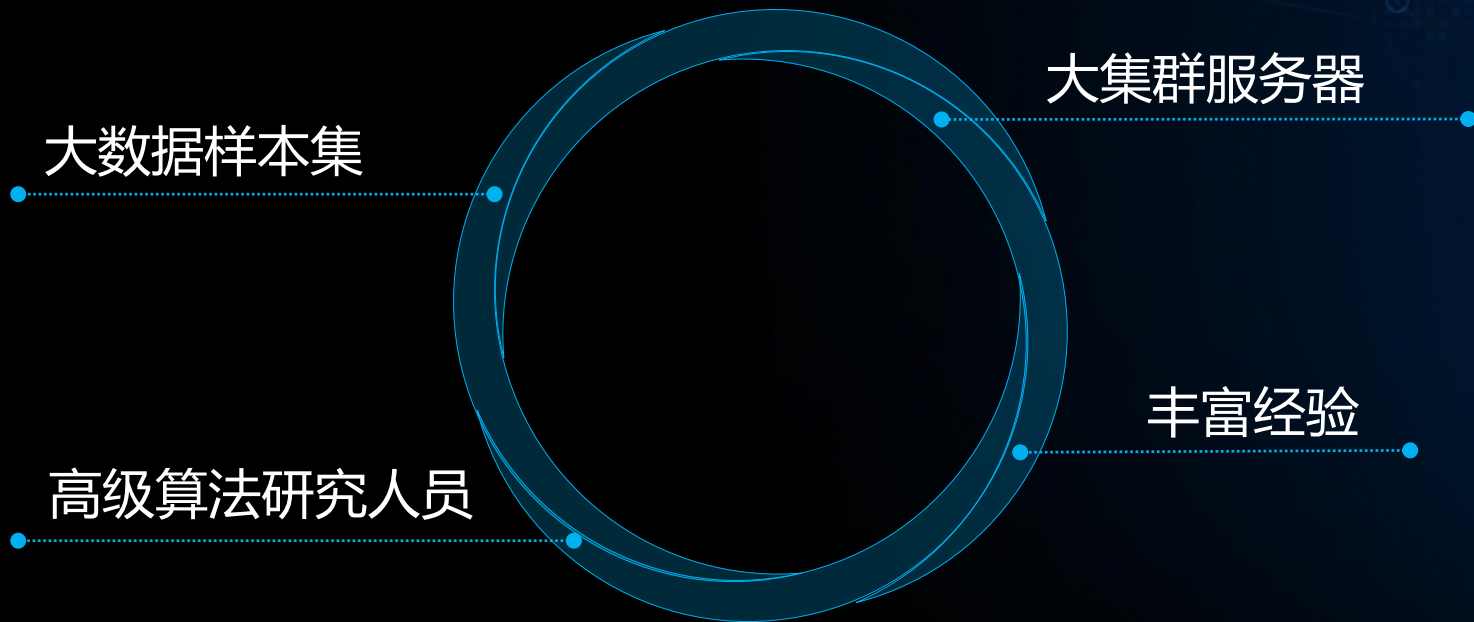 大集群服务器
大数据样本集
丰富经验
高级算法研究人员